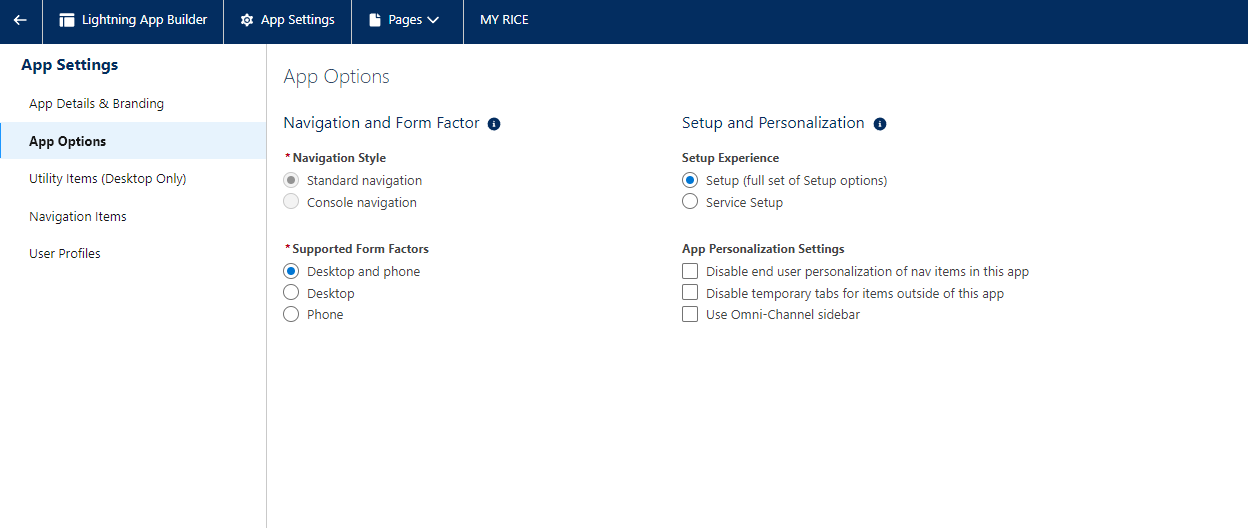 Lightning App Builder
App Settings
Pages
MY RICE
App Settings
App Details & Branding
App Options
Utility Items (Desktop Only)
Navigation Items
User Profiles
App Options
Navigation and Form Factor
* Navigation Style
Standard navigation
Console navigation
* Supported Form Factors
Desktop and phone
Desktop
Phone
Setup and Personalization
Setup Experience
Setup (full set of Setup options)
Service Setup
App Personalization Settings
Disable end user personalization of nav items in this app
Disable temporary tabs for items outside of this app
Use Omni-Channel sidebar